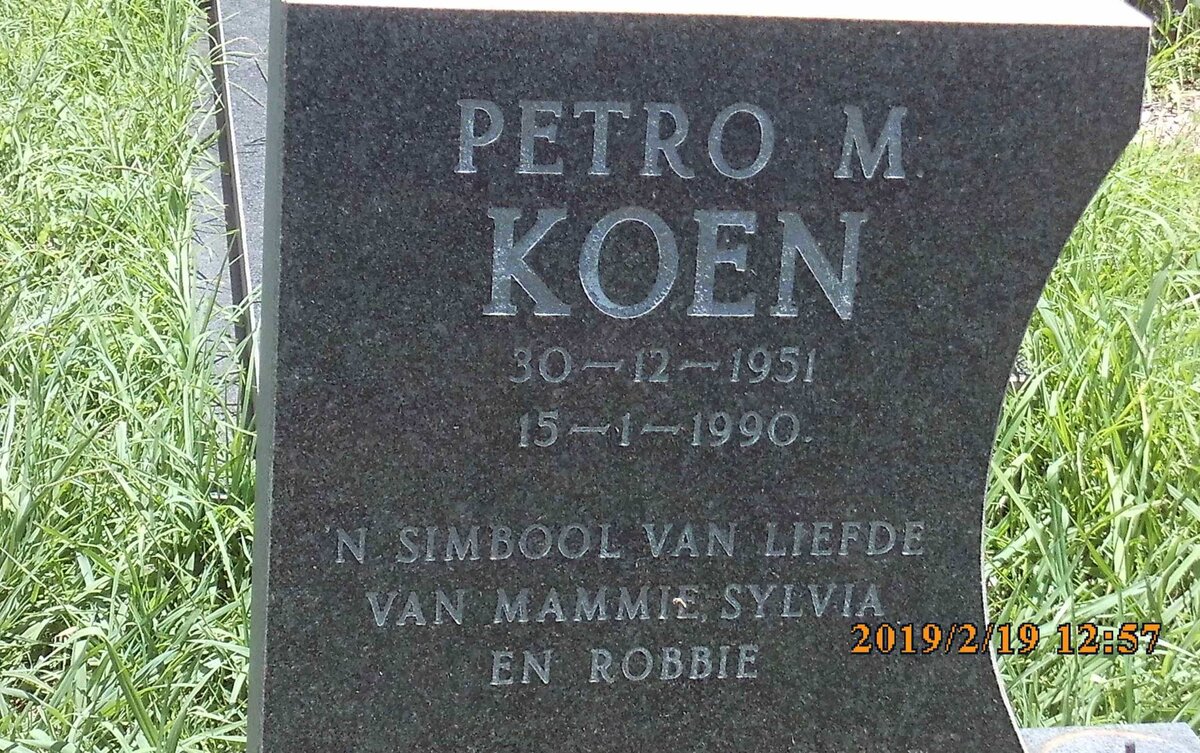 PETRO M.
KOEN
30-12-1951
15-1-1990.
'N SIMBOOL VAN LIEFDE
VAN MAMMIE, SYLVIA
EN ROBBIE
2019/2/19 12:57